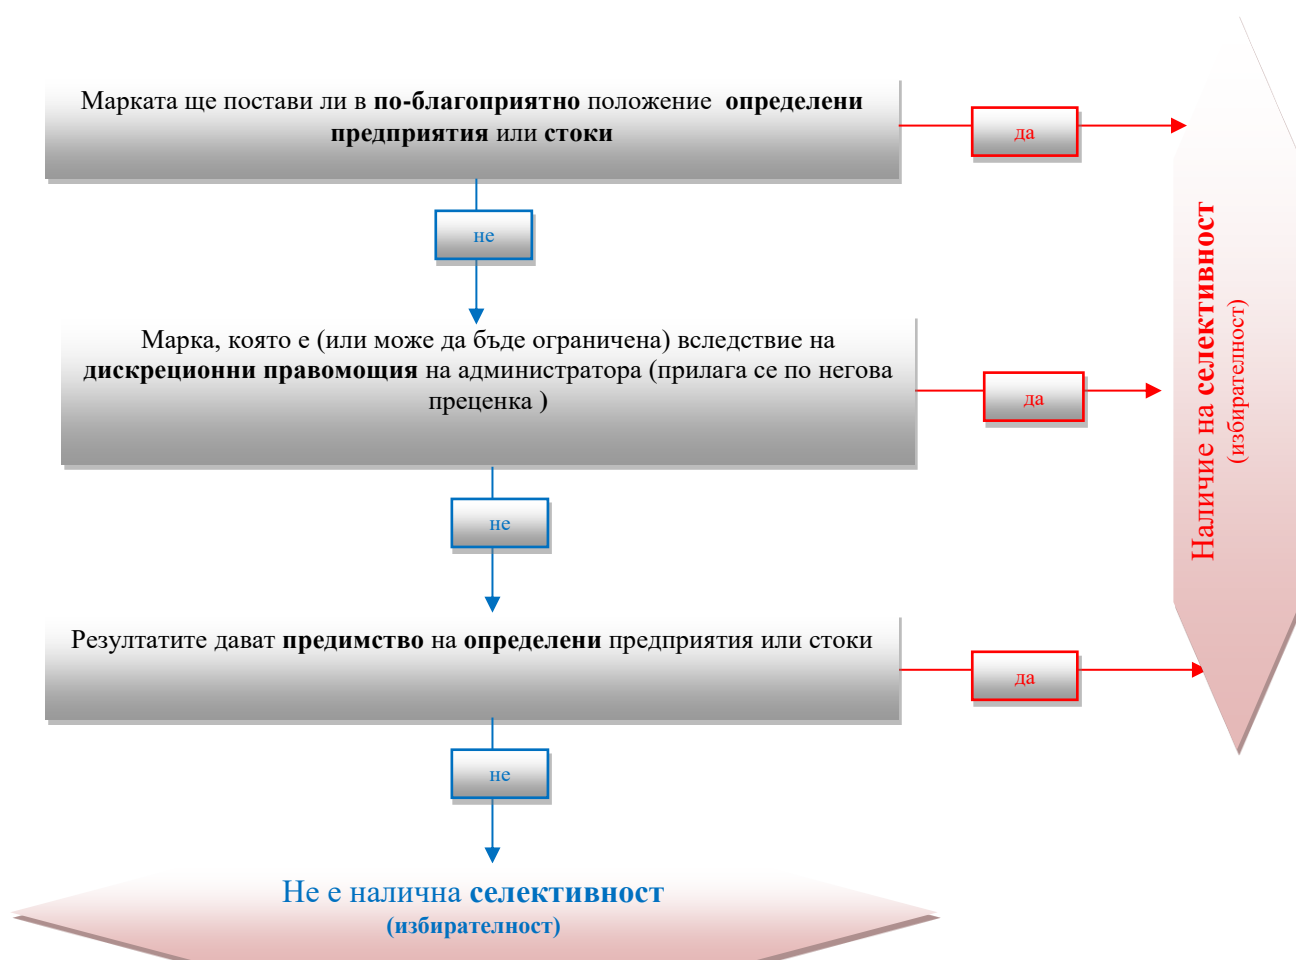 Марката ще постави ли в по-благоприятно положение определени
предприятия или стоки
да
не
Марка, която е (или може да бъде ограничена) вследствие на
дискреционни правомощия на администратора (прилага се по негова
преценка )
да
не
Резултатите дават предимство на определени предприятия или стоки
да
не
Не е налична селективност
(избирателност)
Наличие на селективност
(избирателност)